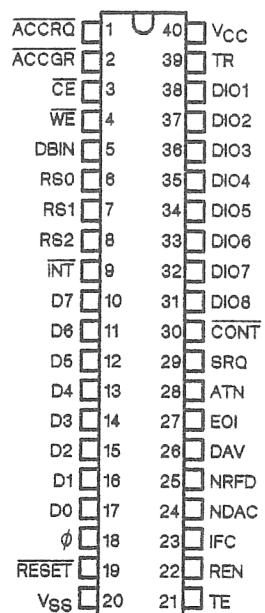 ACCRQ 1 40 VCC
ACCGR 2 39 TR
CE 3 38 DIO1
WE 4 37 DIO2
DBIN 5 36 DIO3
RS0 6 35 DIO4
RS1 7 34 DIO5
RS2 8 33 DIO6
INT 9 32 DIO7
D7 10 31 DIO8
D6 11 30 CONT
D5 12 29 SRQ
D4 13 28 ATN
D3 14 27 EOI
D2 15 26 DAV
D1 16 25 NRFD
D0 17 24 NDAC
ϕ 18 23 IFC
RESET 19 22 REN
VSS 20 21 TE